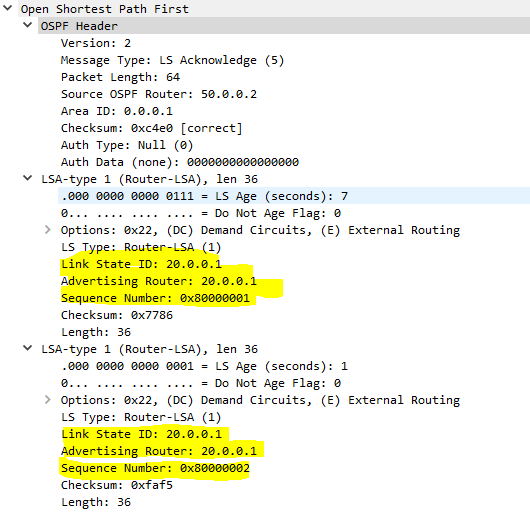 Open Shortest Path First
OSPF Header
Version: 2
Message Type: LS Acknowledge (5)
Packet Length: 64
Source OSPF Router: 50.0.0.2
Area ID: 0.0.0.1
Checksum: 0xc4e0 [correct]
Auth Type: Null (0)
Auth Data (none): 0000000000000000
LSA-type 1 (Router-LSA), len 36
.000 0000 0000 0111 = LS Age (seconds): 7
0... .... .... .... = Do Not Age Flag: 0
Options: 0x22, (DC) Demand Circuits, (E) External Routing
LS Type: Router-LSA (1)
Link State ID: 20.0.0.1
Advertising Router: 20.0.0.1
Sequence Number: 0x80000001
Checksum: 0x7786
Length: 36
LSA-type 1 (Router-LSA), len 36
.000 0000 0000 0001 = LS Age (seconds): 1
0... .... .... .... = Do Not Age Flag: 0
Options: 0x22, (DC) Demand Circuits, (E) External Routing
LS Type: Router-LSA (1)
Link State ID: 20.0.0.1
Advertising Router: 20.0.0.1
Sequence Number: 0x80000002
Checksum: 0xfaf5
Length: 36